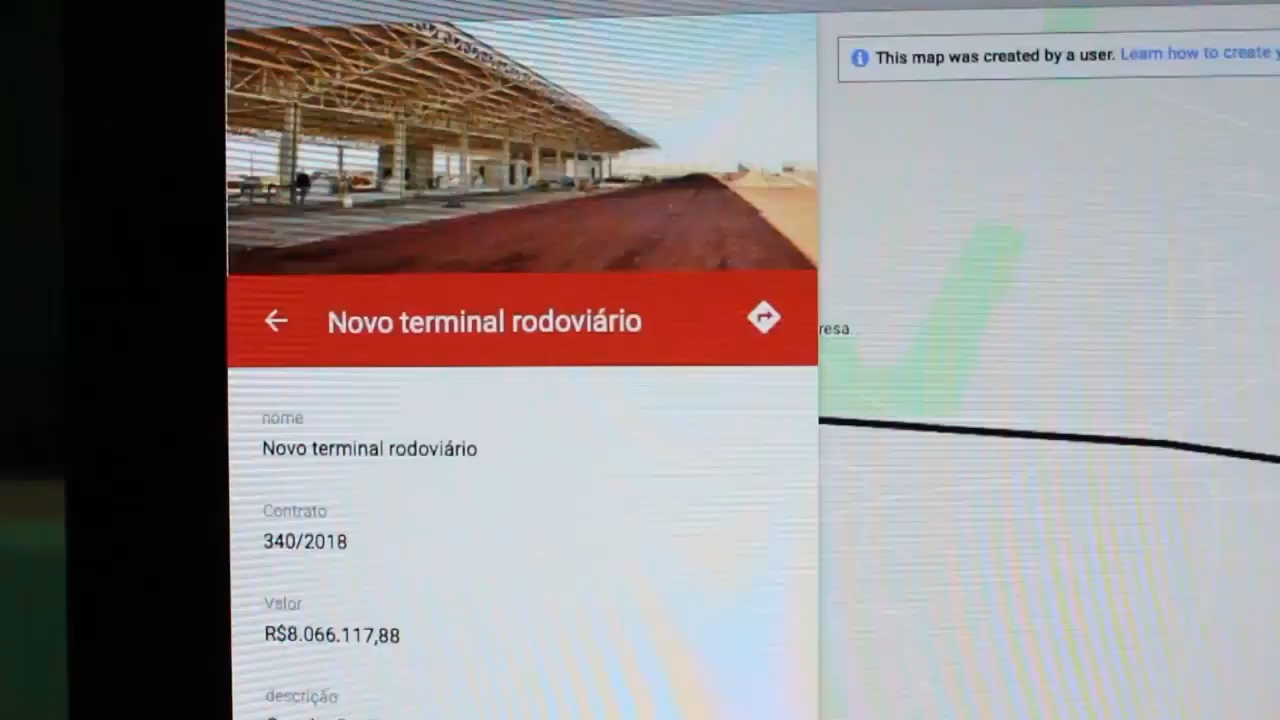 This map was created by a user. Learn how to create
Novo terminal rodoviário
resa
nome
Novo terminal rodoviário
Contrato
340/2018
Valor
R$8.066.117,88
descrição